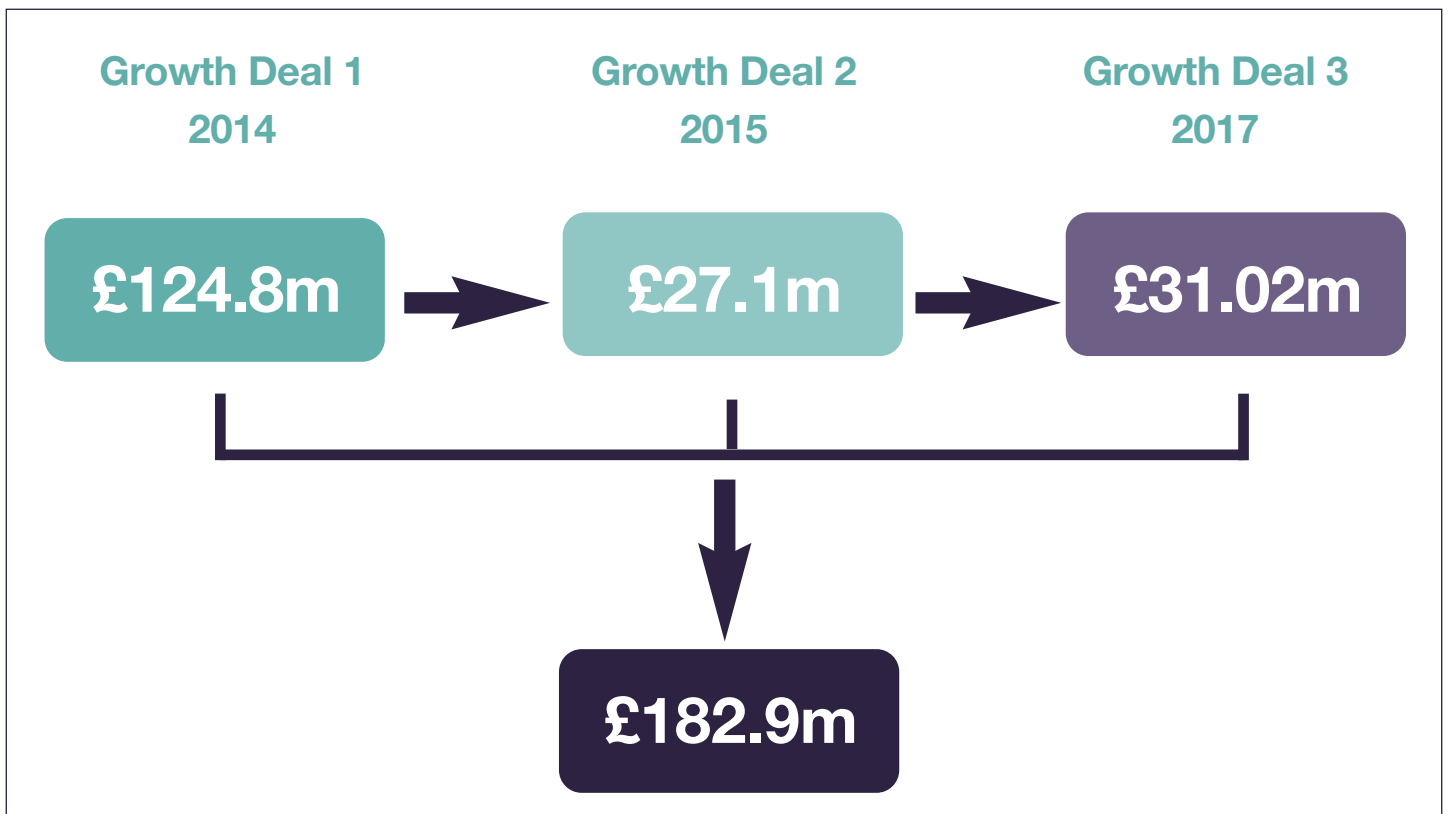 Growth Deal 1
2014
Growth Deal 2
2015
Growth Deal 3
2017
£124.8m
£27.1m
£31.02m
£182.9m